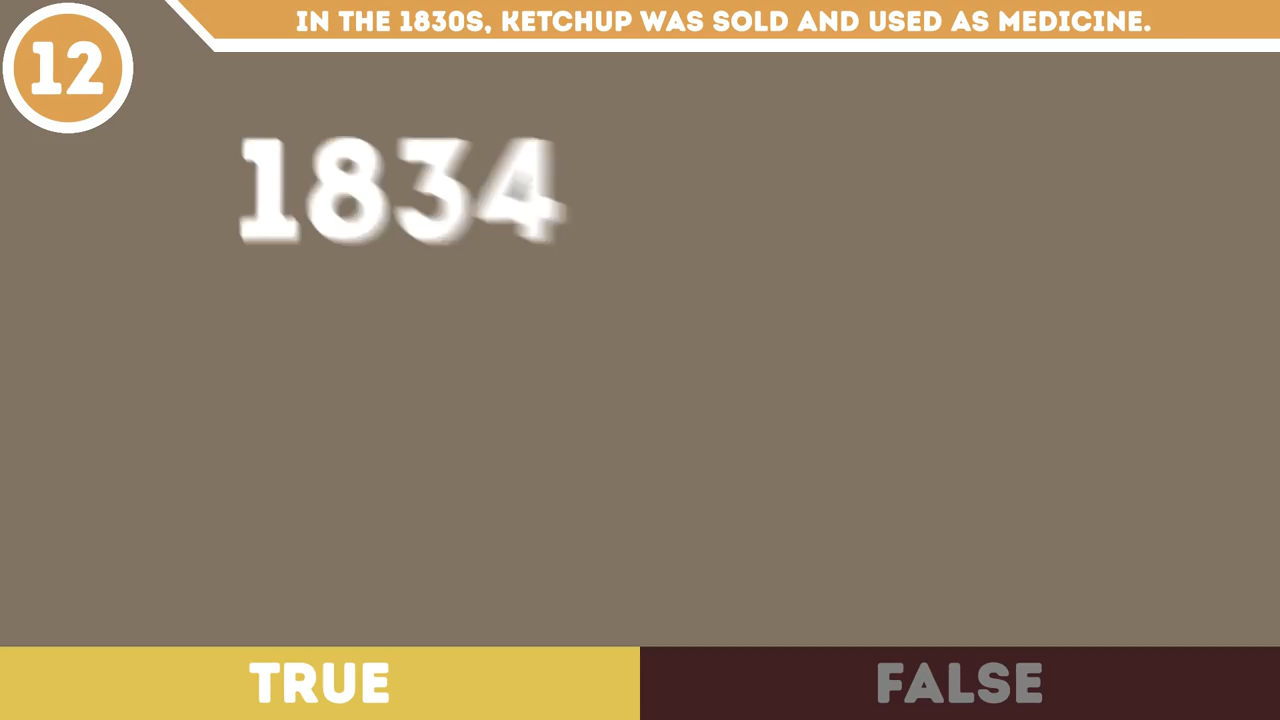 12
IN THE 1830S, KETCHUP WAS SOLD AND USED AS MEDICINE.
1834
TRUE
FALSE